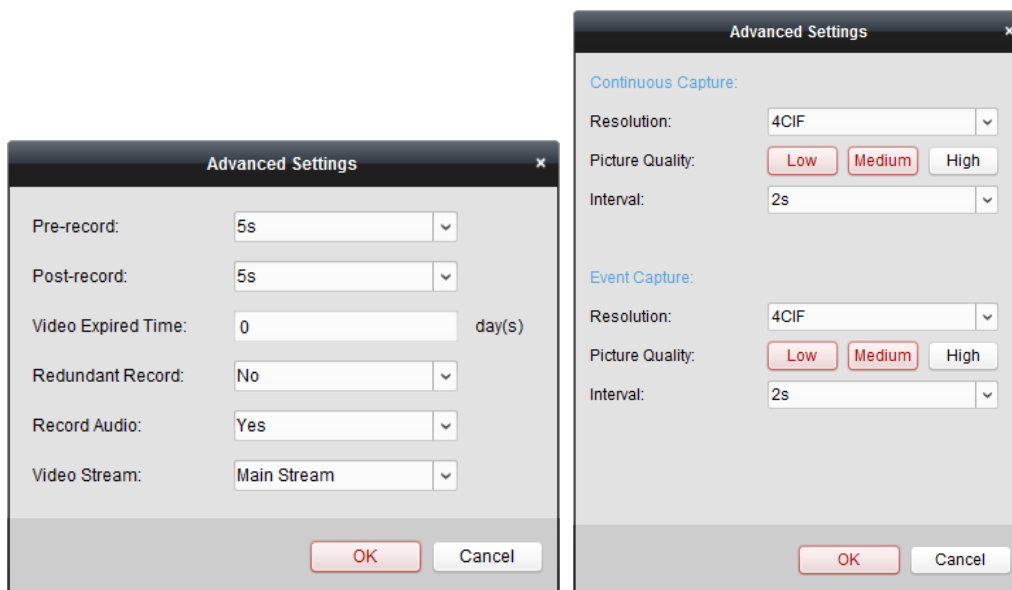 Advanced Settings ×
Pre-record: 5s
Post-record: 5s
Video Expired Time: 0 day(s)
Redundant Record: No
Record Audio: Yes
Video Stream: Main Stream
OK Cancel
Advanced Settings ×
Continuous Capture:
Resolution: 4CIF
Picture Quality: Low Medium High
Interval: 2s
Event Capture:
Resolution: 4CIF
Picture Quality: Low Medium High
Interval: 2s
OK Cancel